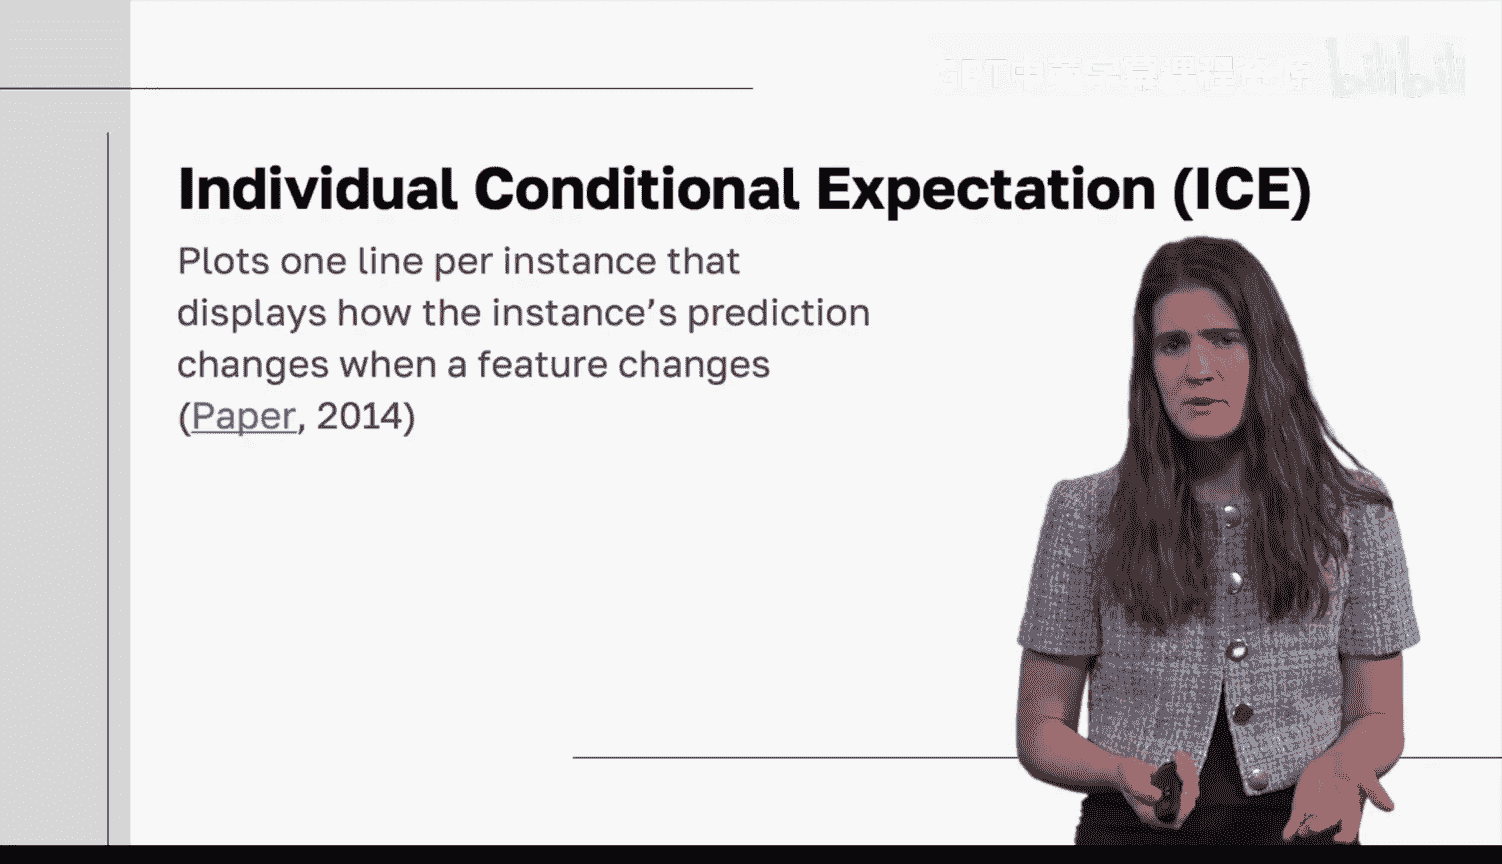 bilibili
Individual Conditional Expectation (ICE)
Plots one line per instance that
displays how the instance’s prediction
changes when a feature changes
(Paper, 2014)